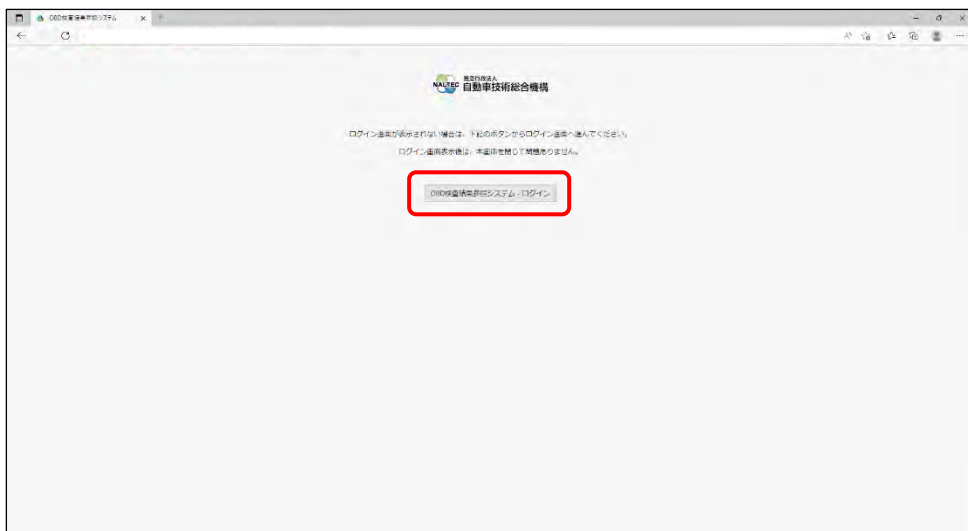 OBD検査結果参照システム
NALTEC 独立行政法人
自動車技術総合機構
ログイン画面が表示されない場合は、下記のボタンからログイン画面へ進んでください。
ログイン画面表示後は、本画面を閉じて問題ありません。
OBD検査結果参照システム - ログイン